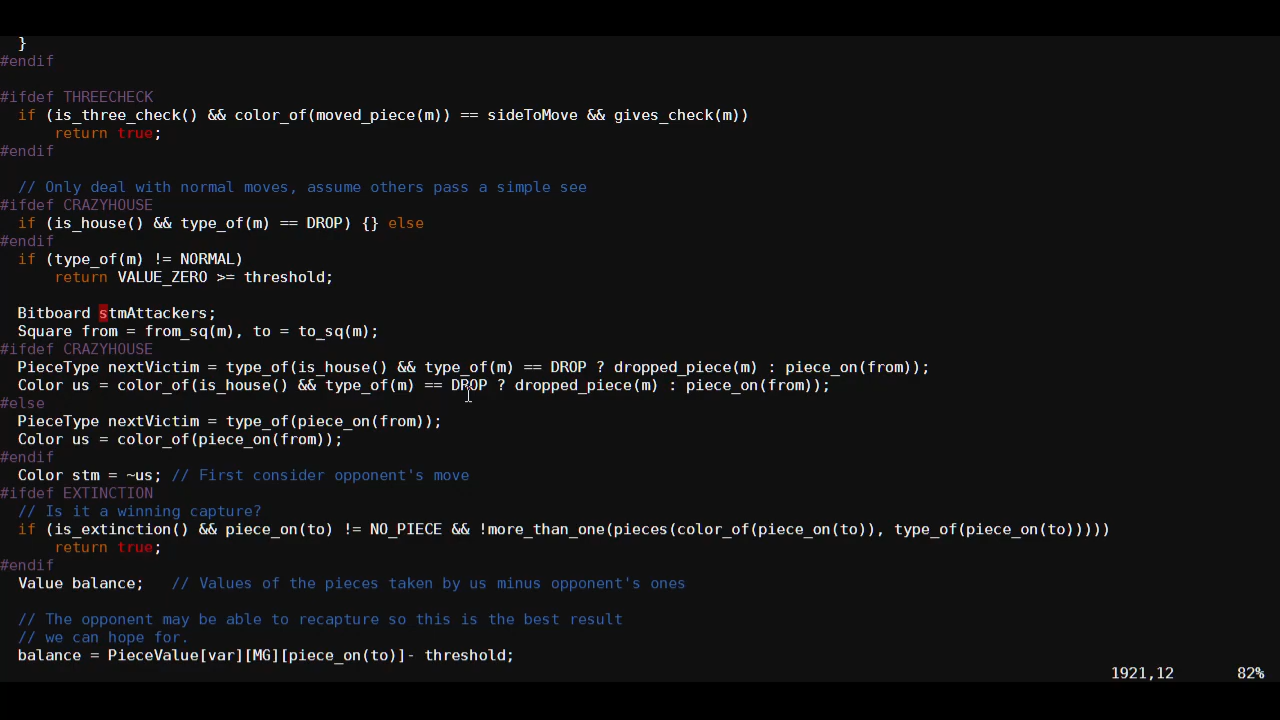 }
#endif

#ifdef THREECHECK
  if (is_three_check() && color_of(moved_piece(m)) == sideToMove && gives_check(m))
      return true;
#endif

  // Only deal with normal moves, assume others pass a simple see
#ifdef CRAZYHOUSE
  if (is_house() && type_of(m) == DROP) {} else
#endif
  if (type_of(m) != NORMAL)
      return VALUE_ZERO >= threshold;

  Bitboard stmAttackers;
  Square from = from_sq(m), to = to_sq(m);
#ifdef CRAZYHOUSE
  PieceType nextVictim = type_of(is_house() && type_of(m) == DROP ? dropped_piece(m) : piece_on(from));
  Color us = color_of(is_house() && type_of(m) == DROP ? dropped_piece(m) : piece_on(from));
#else
  PieceType nextVictim = type_of(piece_on(from));
  Color us = color_of(piece_on(from));
#endif
  Color stm = ~us; // First consider opponent's move
#ifdef EXTINCTION
  // Is it a winning capture?
  if (is_extinction() && piece_on(to) != NO_PIECE && !more_than_one(pieces(color_of(piece_on(to)), type_of(piece_on(to)))))
      return true;
#endif
  Value balance;   // Values of the pieces taken by us minus opponent's ones

  // The opponent may be able to recapture so this is the best result
  // we can hope for.
  balance = PieceValue[var][MG][piece_on(to)]- threshold;
1921,12 82%